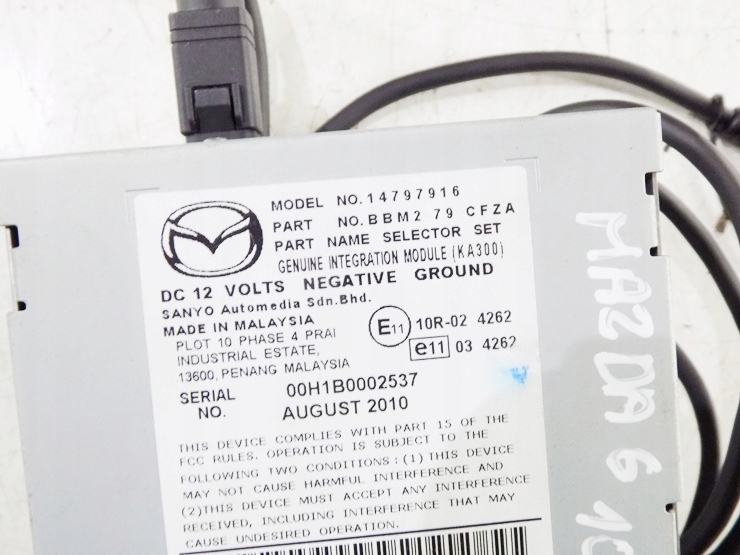 MODEL NO. 14797916
PART NO. BBM2 79 CFZA
PART NAME SELECTOR SET
GENUINE INTEGRATION MODULE (KA300)
DC 12 VOLTS NEGATIVE GROUND
SANYO Automedia Sdn.Bhd.
MADE IN MALAYSIA
PLOT 10 PHASE 4 PRAI
INDUSTRIAL ESTATE,
13600, PENANG MALAYSIA
E11 10R-02 4262
e11 03 4262
SERIAL NO. 00H1B0002537
AUGUST 2010
THIS DEVICE COMPLIES WITH PART 15 OF THE
FCC RULES. OPERATION IS SUBJECT TO THE
FOLLOWING TWO CONDITIONS : (1) THIS DEVICE
MAY NOT CAUSE HARMFUL INTERFERENCE AND
(2)THIS DEVICE MUST ACCEPT ANY INTERFERENCE
RECEIVED, INCLUDING INTERFERENCE THAT MAY
CAUSE UNDESIRED OPERATION.
MAZDA 6 10